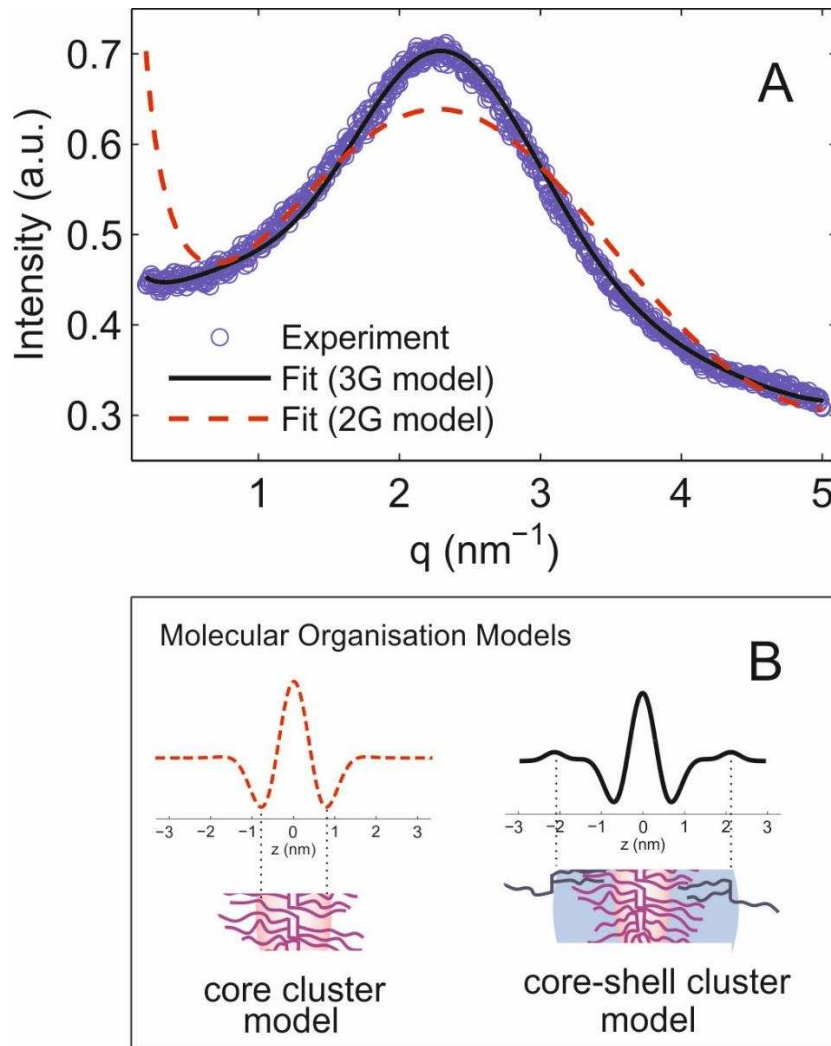 A
0.7
0.6
0.5
0.4
0.3
Intensity (a.u.)
Experiment
Fit (3G model)
Fit (2G model)
1 2 3 4 5
q (nm⁻¹)
Molecular Organisation Models
B
−3 −2 −1 0 1 2 3
z (nm)
−3 −2 −1 0 1 2 3
z (nm)
core cluster
model
core-shell cluster
model